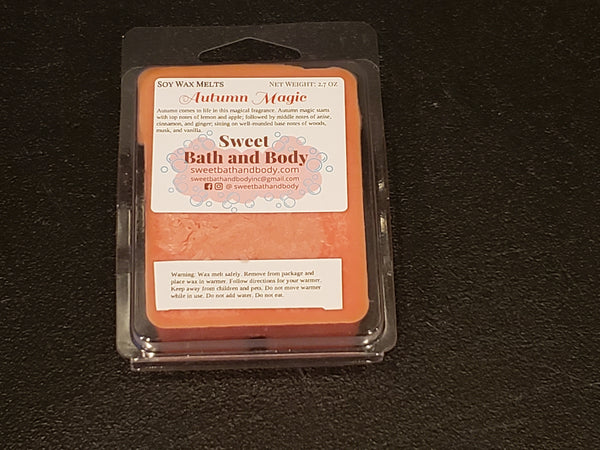 Soy Wax Melts Net Weight: 2.7 oz
Autumn Magic
Autumn comes to life in this magical fragrance. Autumn magic starts
with top notes of lemon and apple; followed by middle notes of anise,
cinnamon, and ginger; sitting on well-rounded base notes of woods,
musk, and vanilla.
Sweet
Bath and Body
sweetbathandbody.com
sweetbathandbodyinc@gmail.com
@ sweetbathandbody
Warning: Wax melt safely. Remove from package and
place wax in warmer. Follow directions for your warmer.
Keep away from children and pets. Do not move warmer
while in use. Do not add water. Do not eat.